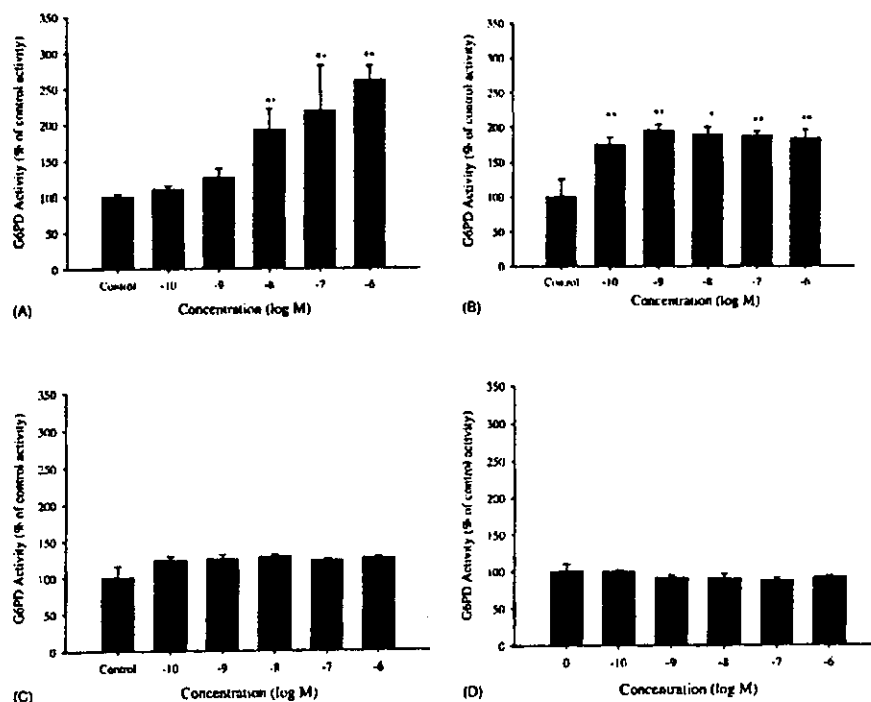 G6PD Activity (% of control activity)
350
300
250
200
150
100
50
0
** ** **
Control -10 -9 -8 -7 -6
Concentration (log M)
(A)
G6PD Activity (% of control activity)
350
300
250
200
150
100
50
0
** ** * ** **
Control -10 -9 -8 -7 -6
Concentration (log M)
(B)
G6PD Activity (% of control activity)
350
300
250
200
150
100
50
0
Control -10 -9 -8 -7 -6
Concentration (log M)
(C)
G6PD Activity (% of control activity)
350
300
250
200
150
100
50
0
0 -10 -9 -8 -7 -6
Concentration (log M)
(D)